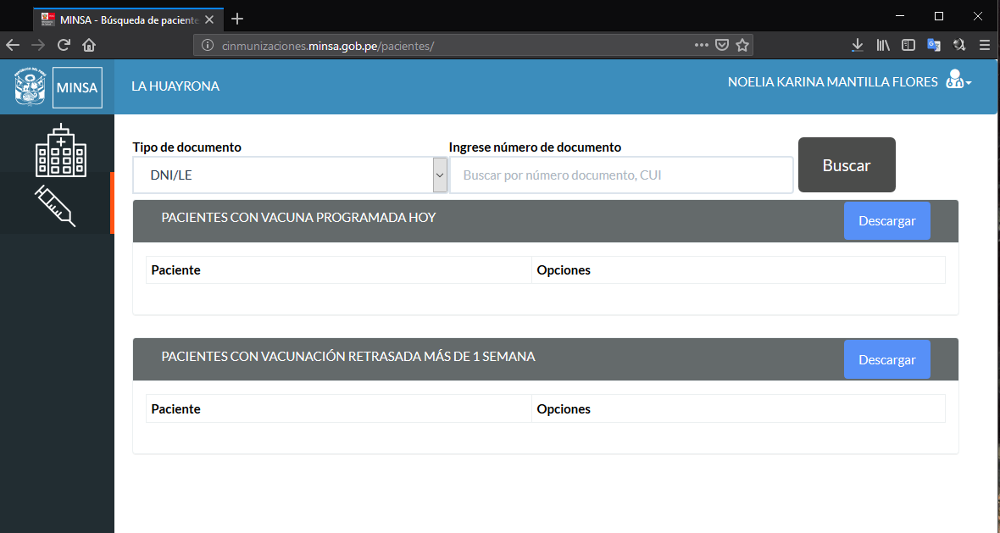 MINSA - Búsqueda de paciente
cinmunizaciones.minsa.gob.pe/pacientes/
MINSA
LA HUAYRONA
NOELIA KARINA MANTILLA FLORES
Tipo de documento
Ingrese número de documento
DNI/LE
Buscar por número documento, CUI
Buscar
PACIENTES CON VACUNA PROGRAMADA HOY
Descargar
Paciente
Opciones
PACIENTES CON VACUNACIÓN RETRASADA MÁS DE 1 SEMANA
Descargar
Paciente
Opciones